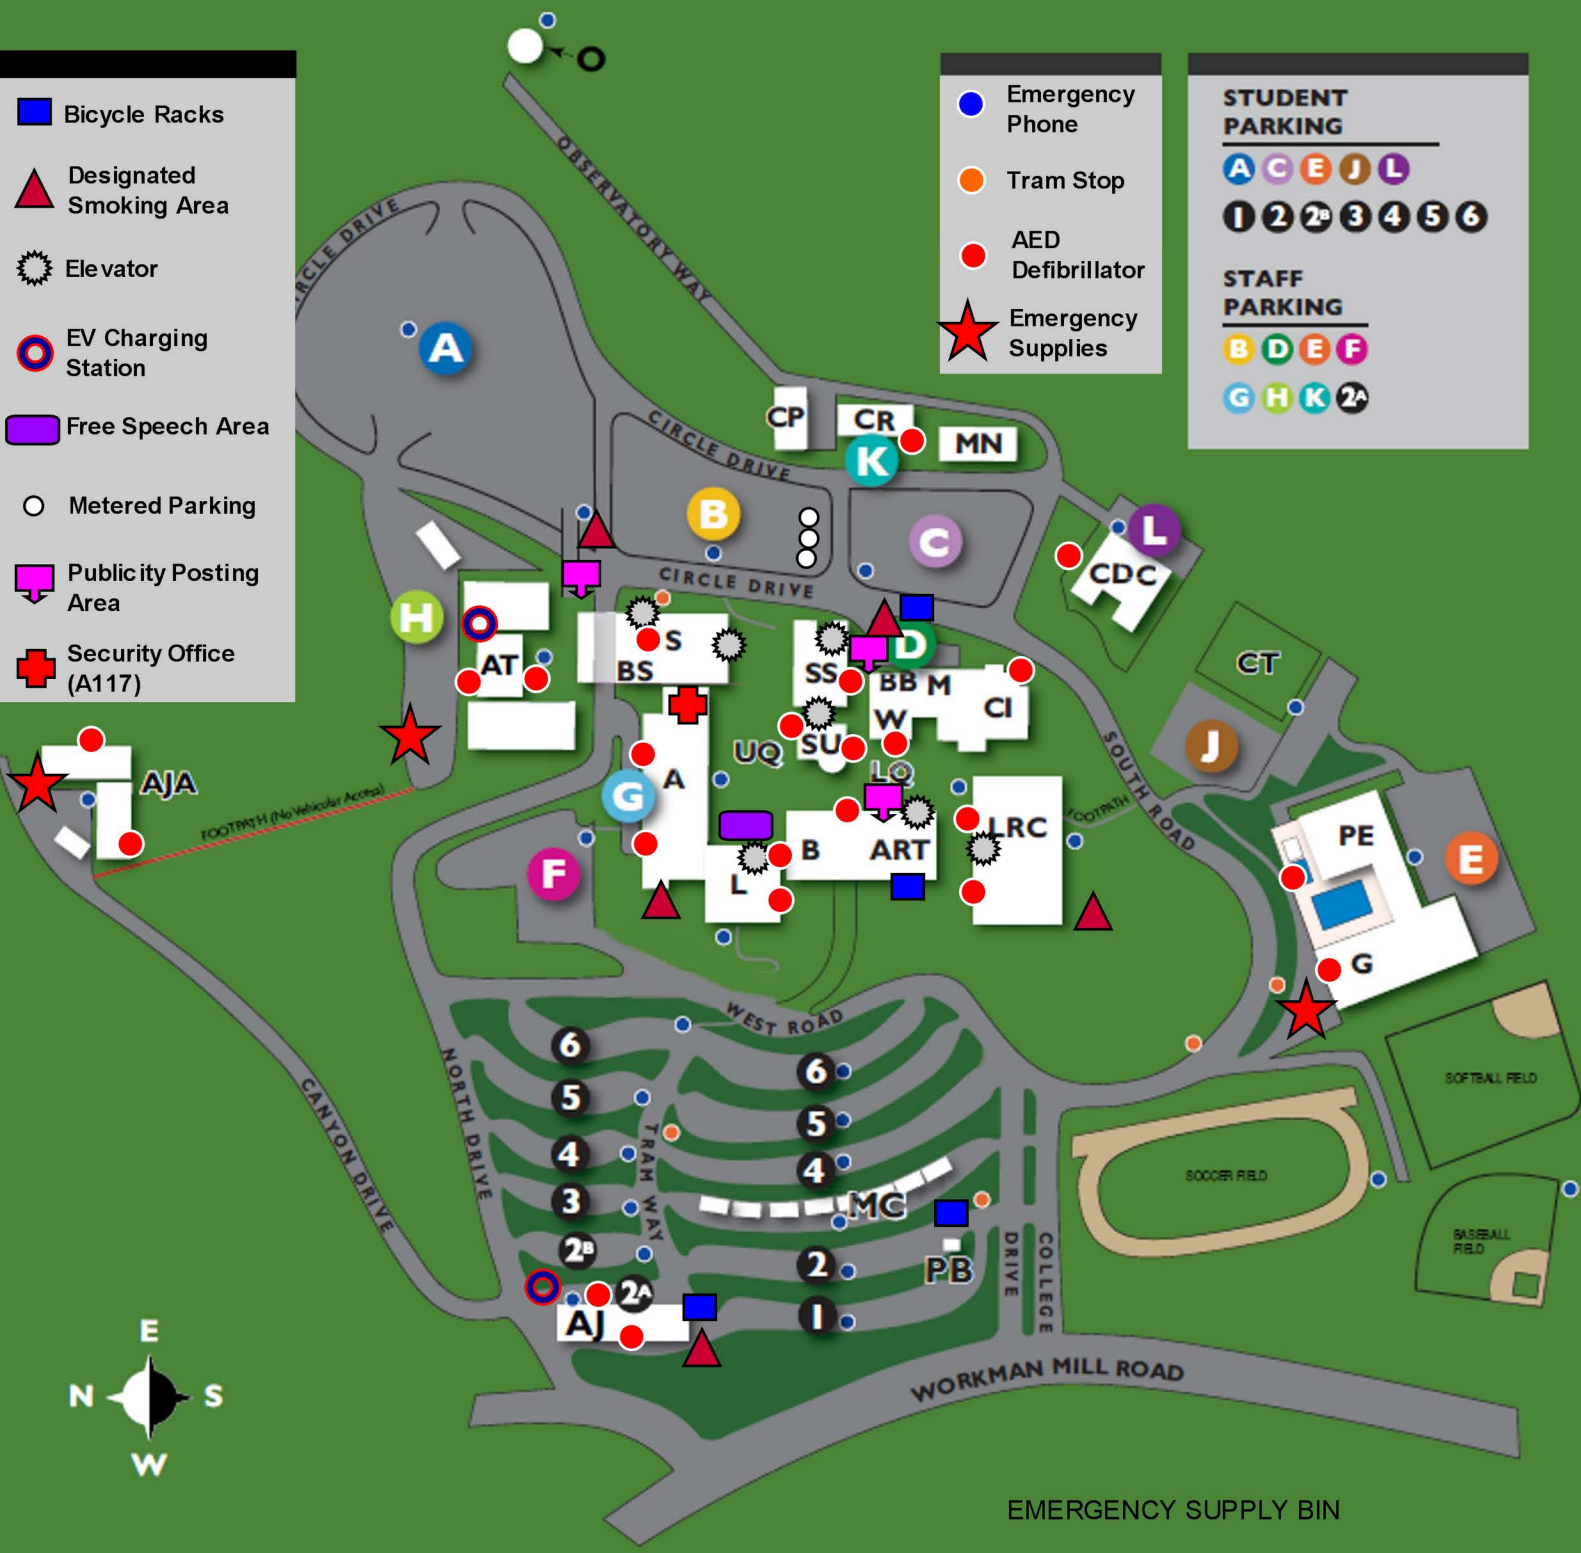 O
Bicycle Racks
Designated
Smoking Area
Elevator
EV Charging
Station
Free Speech Area
Metered Parking
Publicity Posting
Area
Security Office
(A117)
Emergency
Phone
Tram Stop
AED
Defibrillator
Emergency
Supplies
STUDENT
PARKING
A C E J L
1 2 2B 3 4 5 6
STAFF
PARKING
B D E F
G H K 2A
OBSERVATORY WAY
CIRCLE DRIVE
A
CP
CR
MN
K
CIRCLE DRIVE
B
C
L
CDC
CIRCLE DRIVE
H
AT
S
BS
SS
D
BB M
W
CI
CT
J
SOUTH ROAD
UQ
SU
LQ
AJA
FOOTPATH (No Vehicular Access)
G
A
FOOTPATH
LRC
B
ART
L
F
PE
E
G
WEST ROAD
6
6
5
5
4
4
3
MC
2B
2
2A
1
PB
AJ
NORTH DRIVE
TRAM WAY
CANYON DRIVE
COLLEGE
DRIVE
SOFTBALL FIELD
SOCCER FIELD
BASEBALL
FIELD
WORKMAN MILL ROAD
E
N S
W
EMERGENCY SUPPLY BIN